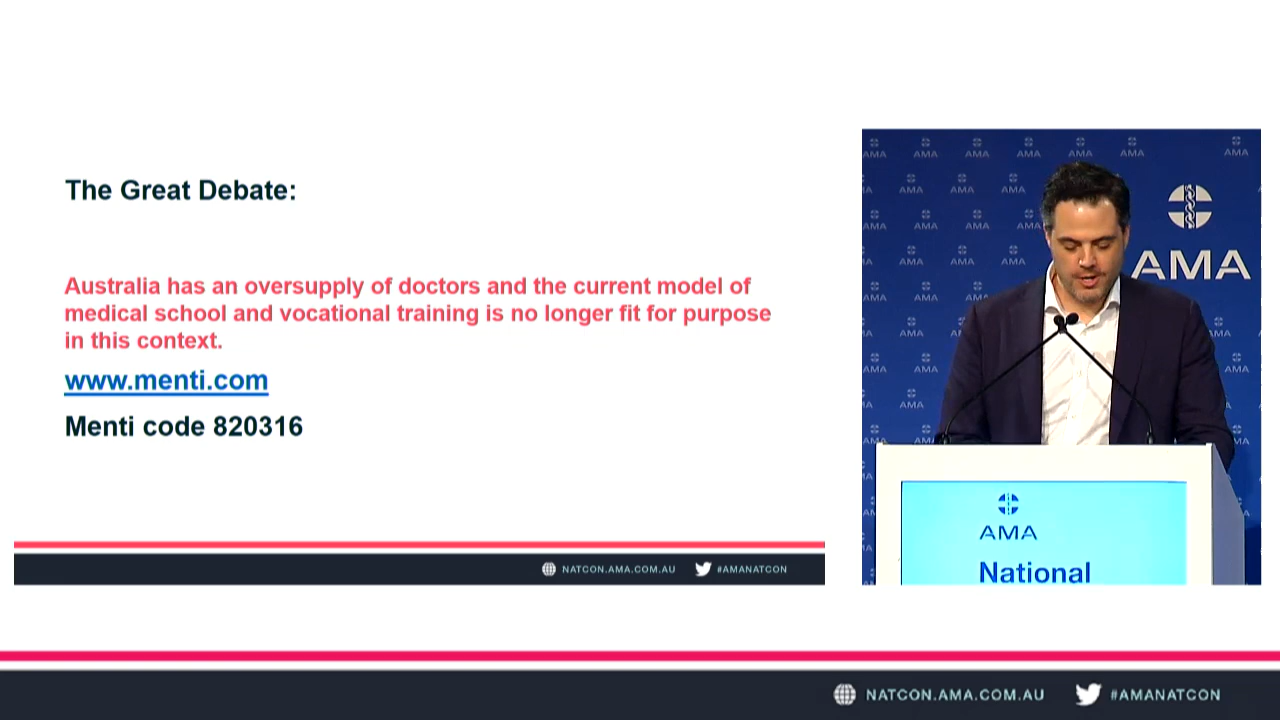 The Great Debate:
Australia has an oversupply of doctors and the current model of
medical school and vocational training is no longer fit for purpose
in this context.
www.menti.com
Menti code 820316
NATCON.AMA.COM.AU
#AMANATCON
AMA
AMA
National
NATCON.AMA.COM.AU
#AMANATCON